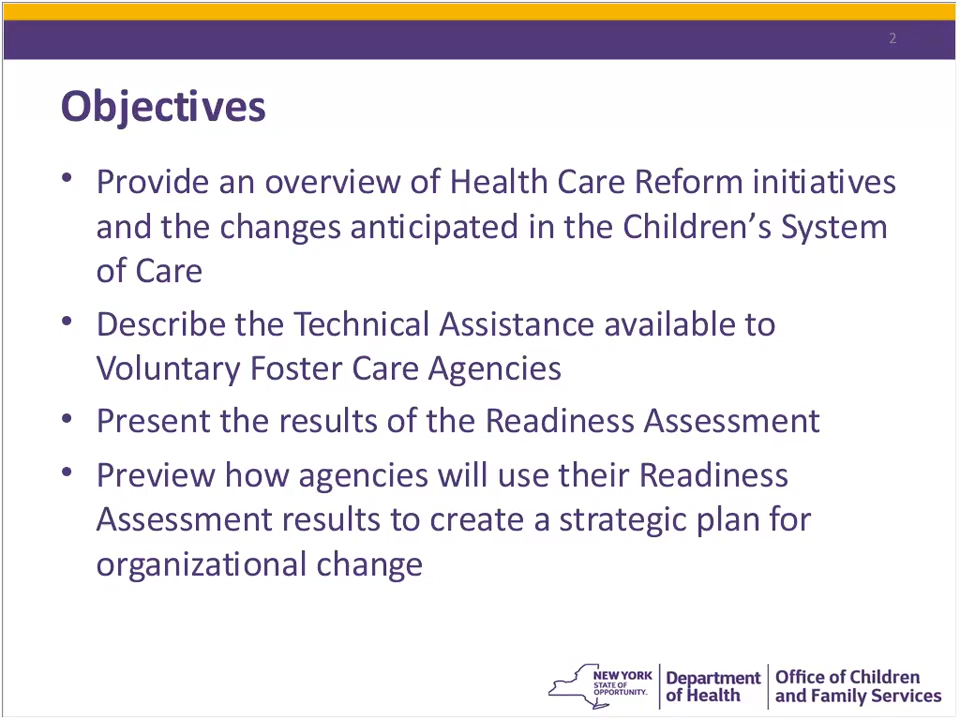 2
Objectives
• Provide an overview of Health Care Reform initiatives
and the changes anticipated in the Children’s System
of Care
• Describe the Technical Assistance available to
Voluntary Foster Care Agencies
• Present the results of the Readiness Assessment
• Preview how agencies will use their Readiness
Assessment results to create a strategic plan for
organizational change
NEW YORK
STATE OF
OPPORTUNITY.
Department
of Health
Office of Children
and Family Services